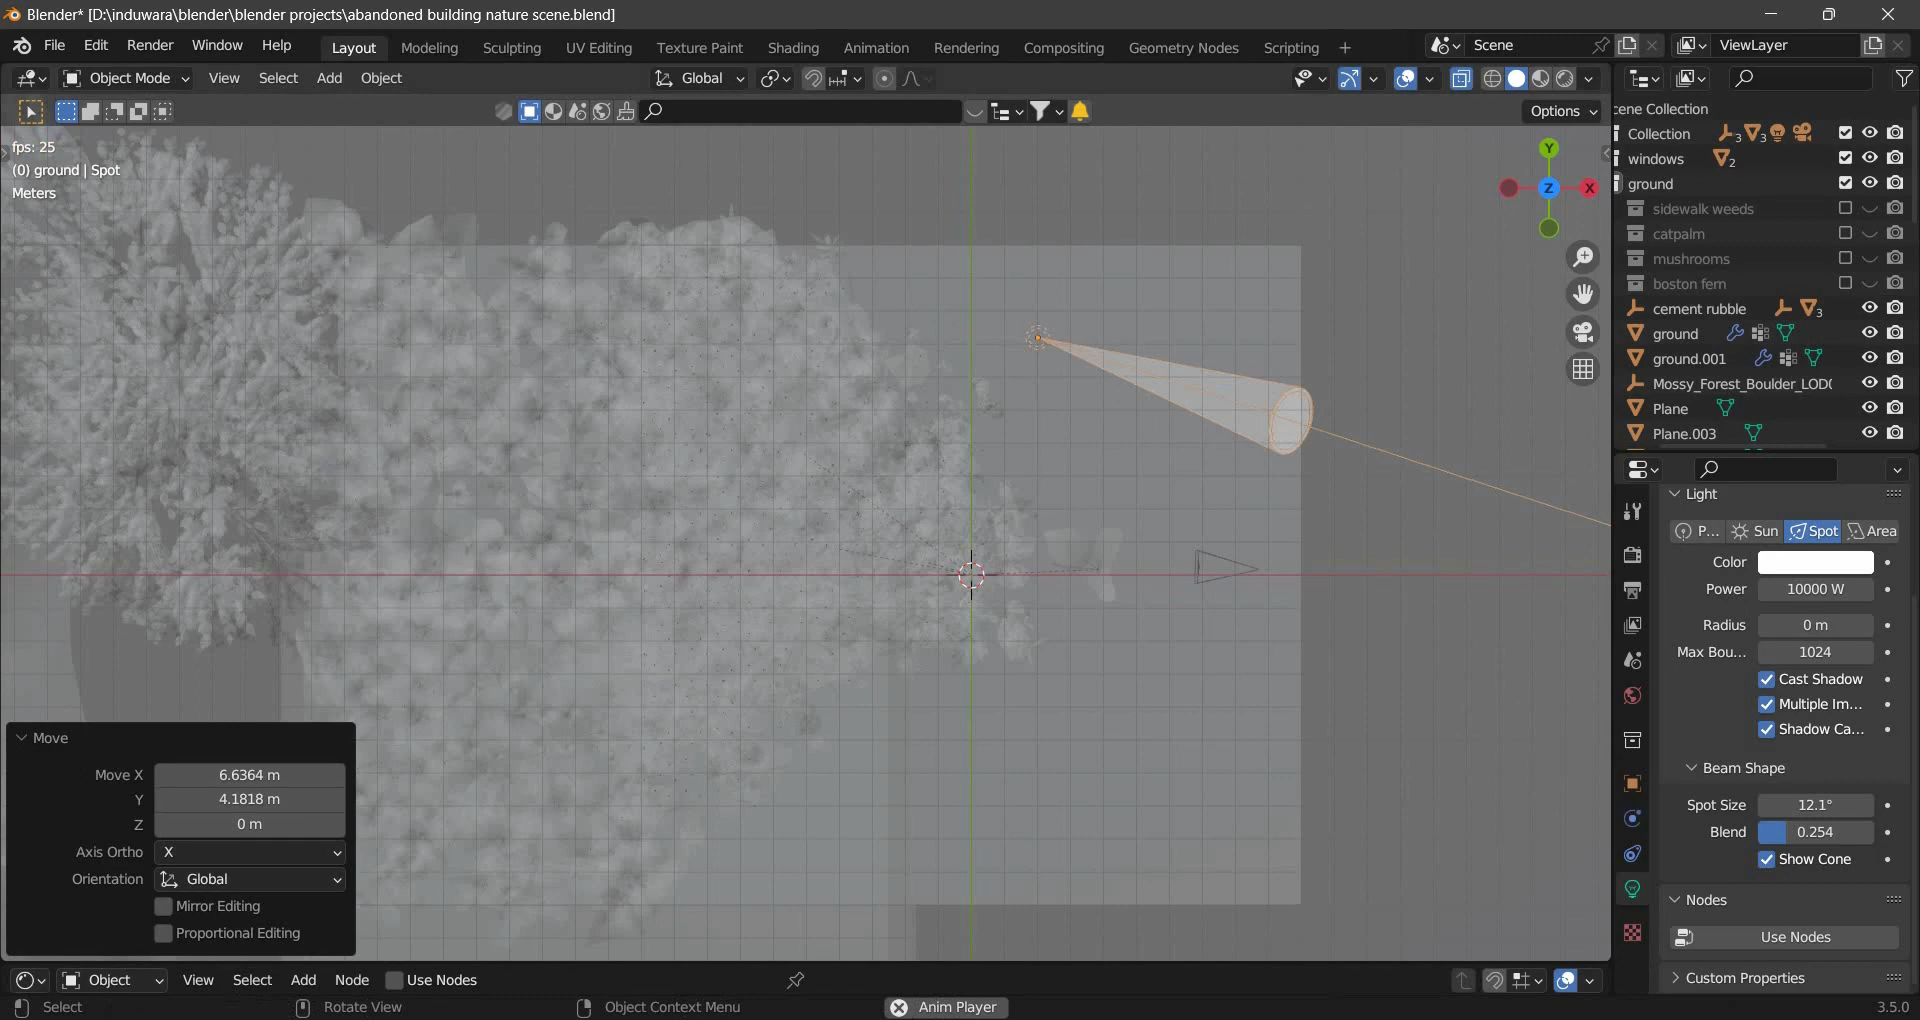 Blender* [D:\induwara\blender\blender projects\abandoned building nature scene.blend]
File Edit Render Window Help Layout Modeling Sculpting UV Editing Texture Paint Shading Animation Rendering Compositing Geometry Nodes Scripting + Scene ViewLayer
Object Mode View Select Add Object Global
Options
fps: 25
(0) ground | Spot
Meters
Y
Z
X
cene Collection
Collection 3 3
windows 2
ground
sidewalk weeds
catpalm
mushrooms
boston fern
cement rubble 3
ground
ground.001
Mossy_Forest_Boulder_LOD(
Plane
Plane.003
Light
P... Sun Spot Area
Color
Power 10000 W
Radius 0 m
Max Bou... 1024
Cast Shadow
Multiple Im...
Shadow Ca...
Beam Shape
Spot Size 12.1°
Blend 0.254
Show Cone
Nodes
Use Nodes
Custom Properties
Move
Move X 6.6364 m
Y 4.1818 m
Z 0 m
Axis Ortho X
Orientation Global
Mirror Editing
Proportional Editing
Object View Select Add Node Use Nodes
Select Rotate View Object Context Menu Anim Player 3.5.0